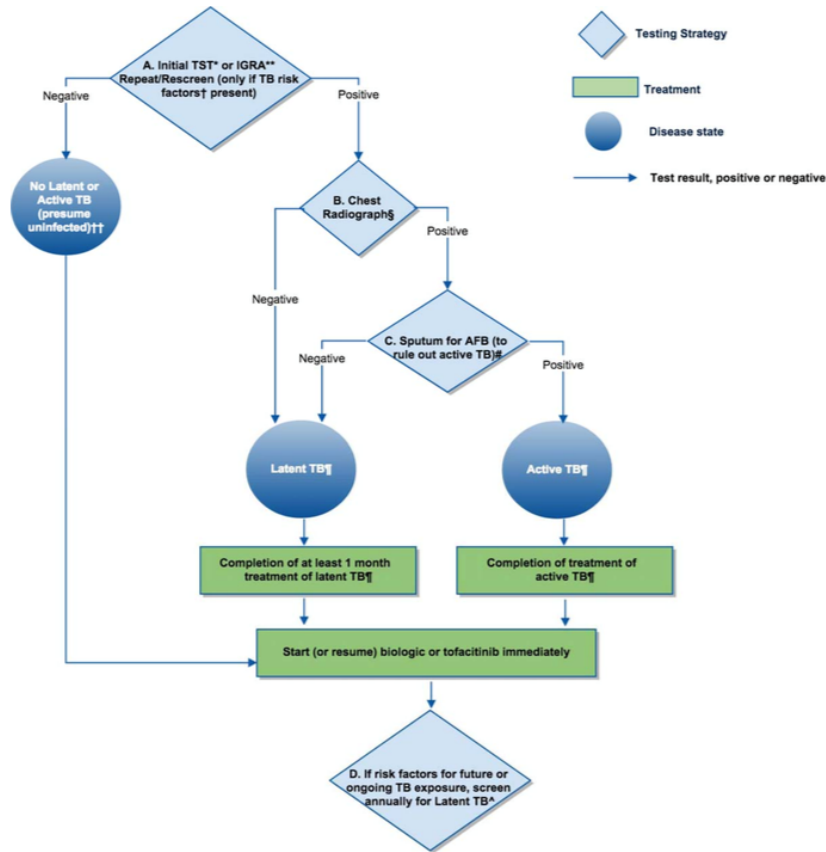 A. Initial TST* or IGRA**
Repeat/Rescreen (only if TB risk
factors† present)
Negative
Positive
No Latent or
Active TB
(presume
uninfected)††
B. Chest
Radiograph§
Positive
Negative
C. Sputum for AFB (to
rule out active TB)#
Negative
Positive
Latent TB¶
Active TB¶
Completion of at least 1 month
treatment of latent TB¶
Completion of treatment of
active TB¶
Start (or resume) biologic or tofacitinib immediately
D. If risk factors for future or
ongoing TB exposure, screen
annually for Latent TB^
Testing Strategy
Treatment
Disease state
Test result, positive or negative